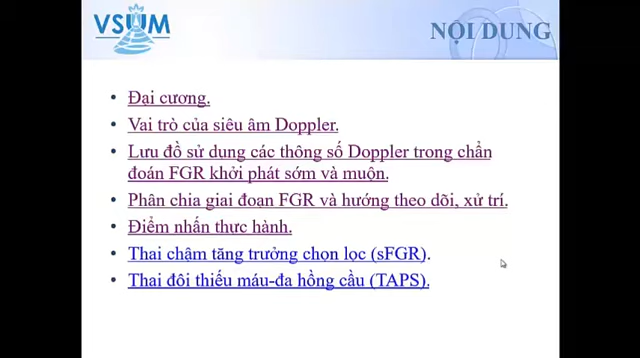 VSUM
NỘI DUNG
• Đại cương.
• Vai trò của siêu âm Doppler.
• Lưu đồ sử dụng các thông số Doppler trong chẩn
đoán FGR khởi phát sớm và muộn.
• Phân chia giai đoạn FGR và hướng theo dõi, xử trí.
• Điểm nhấn thực hành.
• Thai chậm tăng trưởng chọn lọc (sFGR).
• Thai đôi thiếu máu-đa hồng cầu (TAPS).